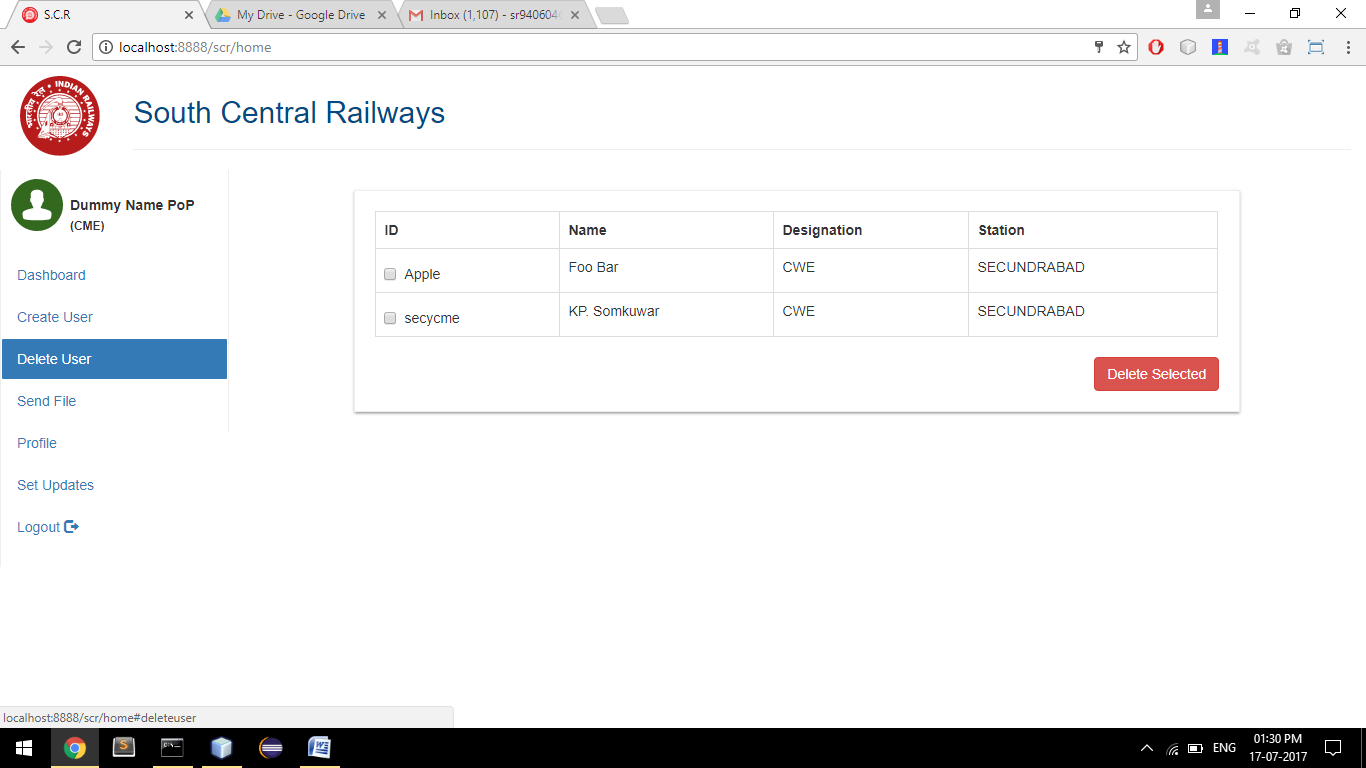 S.C.R
My Drive - Google Drive
Inbox (1,107) - sr940604
localhost:8888/scr/home
INDIAN RAILWAYS
भारतीय रेल
South Central Railways
Dummy Name PoP
(CME)
Dashboard
Create User
Delete User
Send File
Profile
Set Updates
Logout
ID Name Designation Station
Apple Foo Bar CWE SECUNDRABAD
secycme KP. Somkuwar CWE SECUNDRABAD
Delete Selected
localhost:8888/scr/home#deleteuser
ENG
01:30 PM
17-07-2017